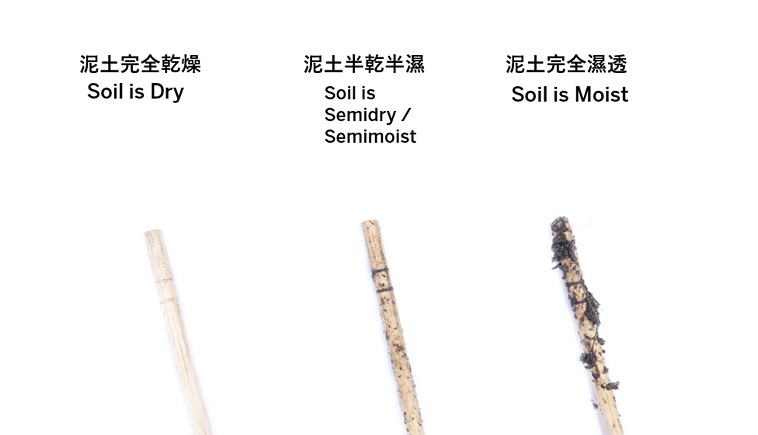 泥土完全乾燥
Soil is Dry
泥土半乾半濕
Soil is
Semidry /
Semimoist
泥土完全濕透
Soil is Moist